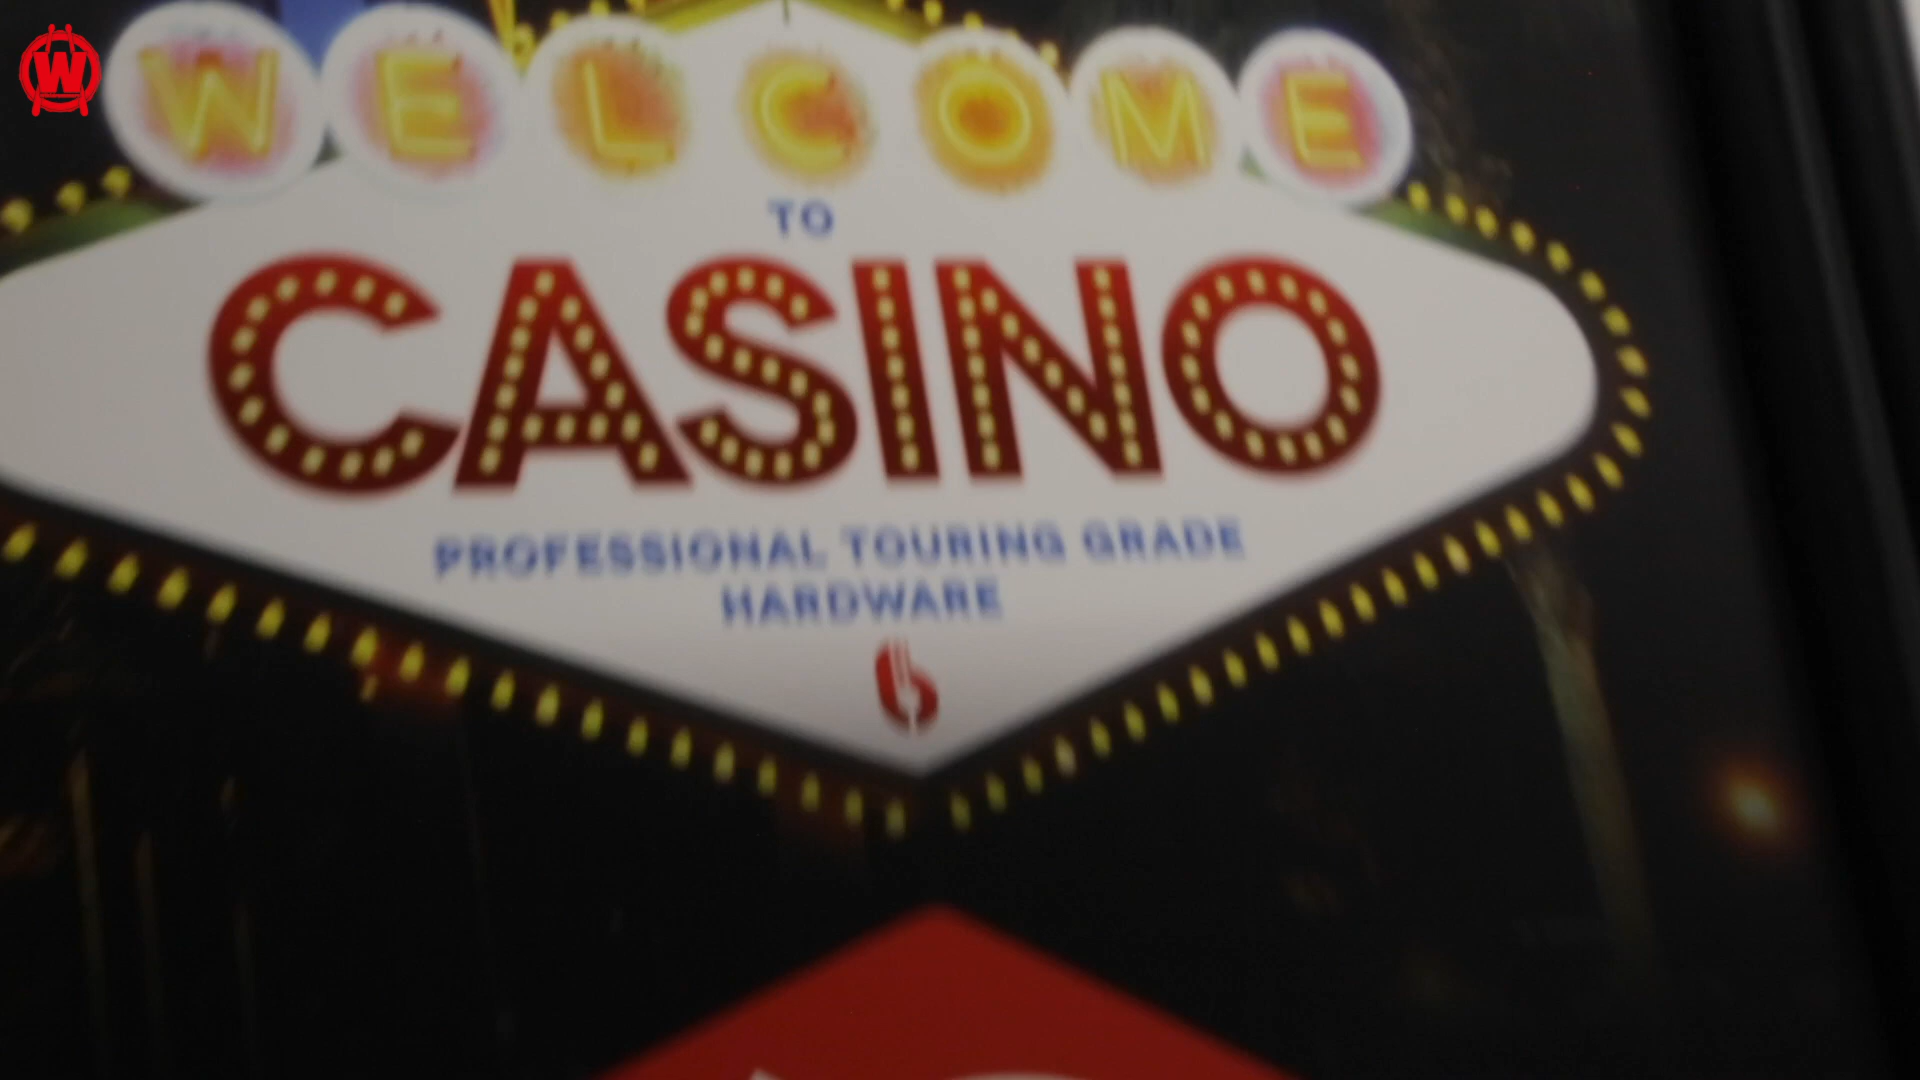 W
WELCOME
TO
CASINO
PROFESSIONAL TOURING GRADE
HARDWARE